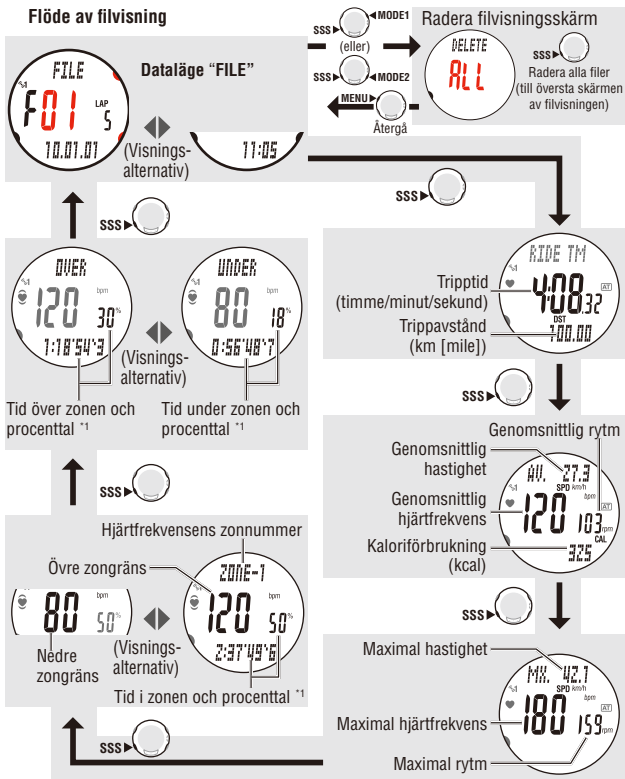 Flöde av filvisning
SSS
MODE1
(eller)
SSS
MODE2
MENU
Återgå
Radera filvisningsskärm
DELETE
ALL
SSS
Radera alla filer
(till översta skärmen
av filvisningen)
FILE
F01
LAP
5
10.01.01
Dataläge “FILE”
(Visnings-
alternativ)
11:05
SSS
SSS
RIDE TM
4:08.32
AT
DST
100.00
Tripptid
(timme/minut/sekund)
Trippavstånd
(km [mile])
OVER
bpm
120
30%
1:18'54"3
(Visnings-
alternativ)
UNDER
bpm
80
18%
0:56'48"7
Tid över zonen och
procenttal *1
Tid under zonen och
procenttal *1
SSS
SSS
Genomsnittlig rytm
Genomsnittlig
hastighet
Genomsnittlig
hjärtfrekvens
Kaloriförbrukning
(kcal)
AV. 27.3
SPD km/h
bpm
AT
120
103 rpm
CAL
325
Hjärtfrekvensens zonnummer
Övre zongräns
bpm
80
50%
Nedre
zongräns
(Visnings-
alternativ)
ZONE-1
bpm
120
50%
2:37'49"6
Tid i zonen och procenttal *1
SSS
SSS
Maximal hastighet
MX. 42.1
SPD km/h
bpm
AT
180
159 rpm
Maximal hjärtfrekvens
Maximal rytm